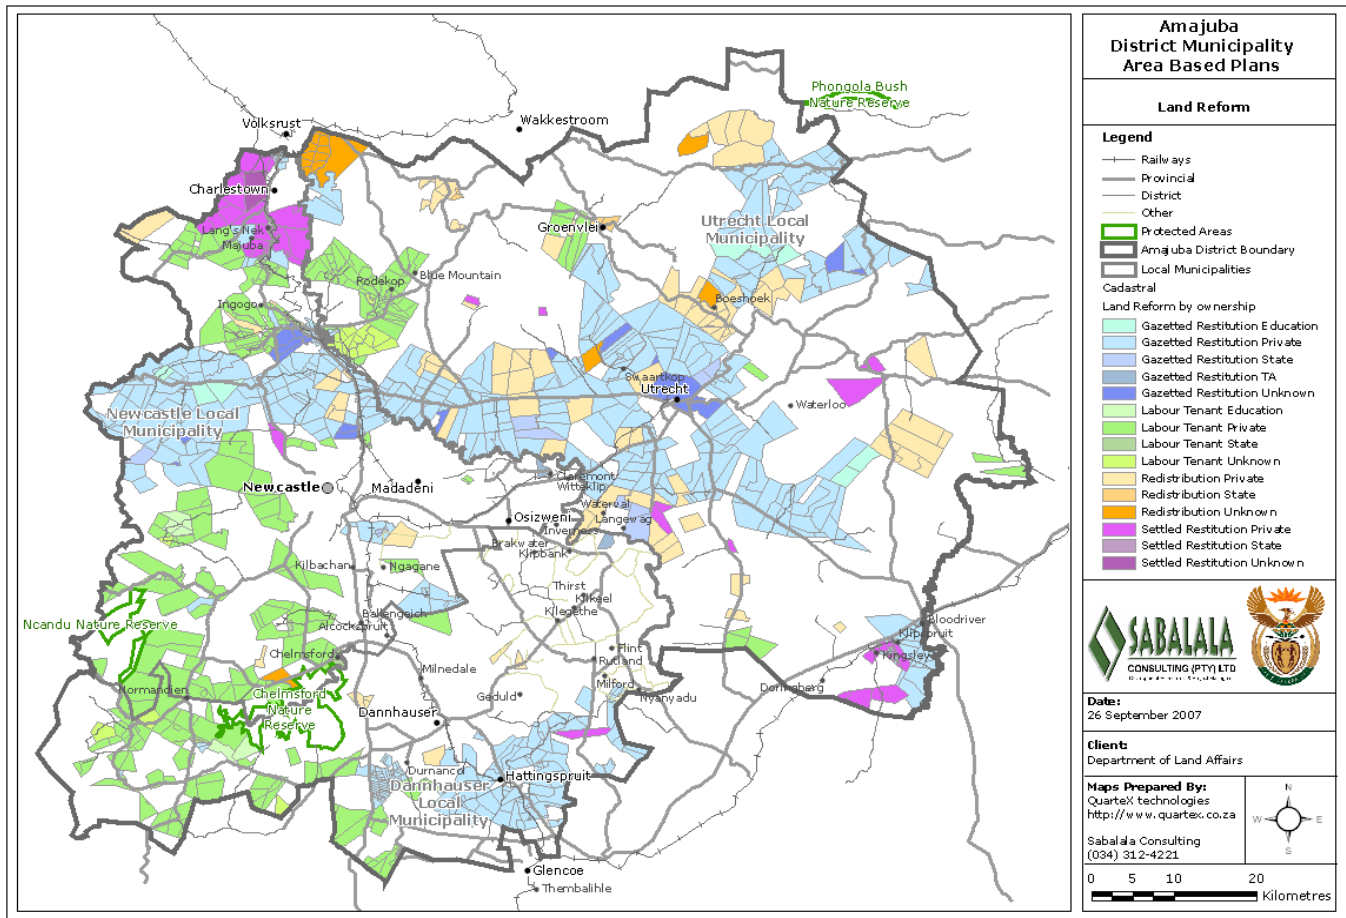 Amajuba
District Municipality
Area Based Plans
Land Reform
Legend
Railways
Provincial
District
Other
Protected Areas
Amajuba District Boundary
Local Municipalities
Cadastral
Land Reform by ownership
Gazetted Restitution Education
Gazetted Restitution Private
Gazetted Restitution State
Gazetted Restitution TA
Gazetted Restitution Unknown
Labour Tenant Education
Labour Tenant Private
Labour Tenant State
Labour Tenant Unknown
Redistribution Private
Redistribution State
Redistribution Unknown
Settled Restitution Private
Settled Restitution State
Settled Restitution Unknown
SABALALA
CONSULTING (PTY) LTD
Date:
26 September 2007
Client:
Department of Land Affairs
Maps Prepared By:
QuarteX technologies
http://www.quartex.co.za
Sabalala Consulting
(034) 312-4221
N
W
E
S
0 5 10 20
Kilometres
Phongola Bush
Nature Reserve
Volksrust
Wakkestroom
Charlestown
Lang's Nek
Majuba
Groenvlei
Utrecht Local
Municipality
Blue Mountain
Rodekop
Ingogo
Boeshoek
Swaartkop
Utrecht
Waterloo
Newcastle Local
Municipality
Newcastle
Madadeni
Claremont
Witteklip
Waterval
Langewag
Osizweni
Inverness
Brakwater
Klipbank
Kilbachan
Ngagane
Thirst
Kilkeel
Kilegethe
Ballengeich
Alcockspruit
Ncandu Nature Reserve
Bloodriver
Klipspruit
Kingsley
Chelmsford
Flint
Rutland
Milnedale
Milford
Doringberg
Normandien
Chelmsford
Nature
Reserve
Geduld
Nyanyadu
Dannhauser
Durnanco
Hattingspruit
Dannhauser
Local
Municipality
Glencoe
Thembalihle